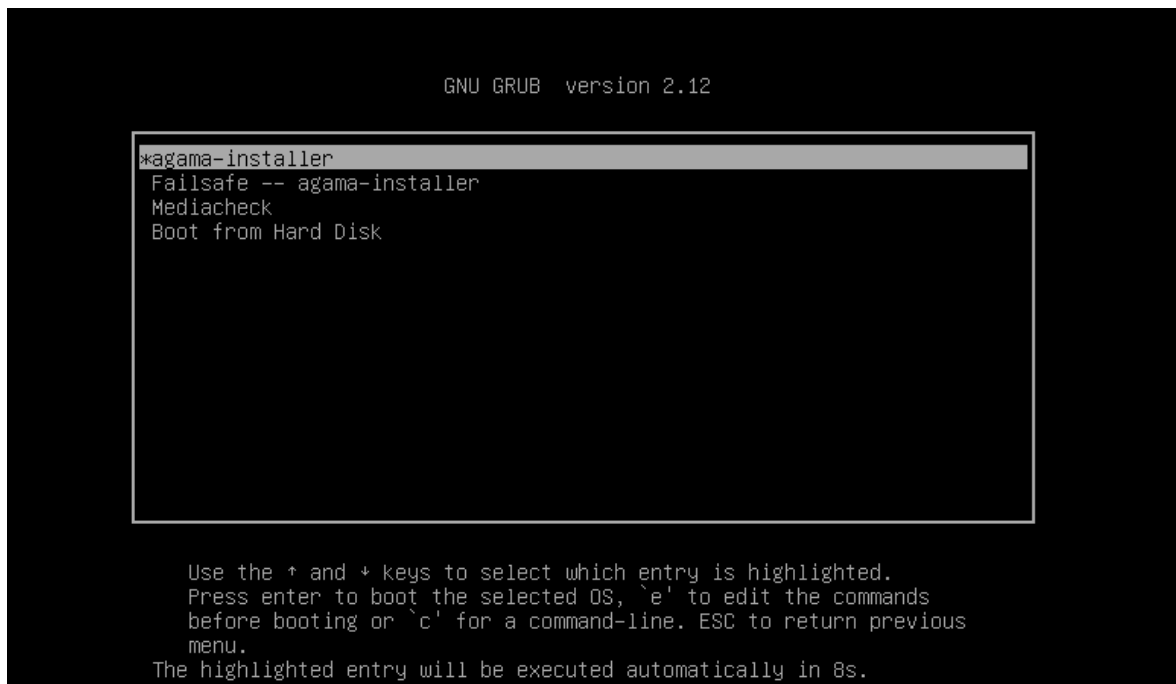 GNU GRUB  version 2.12
*agama-installer
Failsafe -- agama-installer
Mediacheck
Boot from Hard Disk
Use the ↑ and ↓ keys to select which entry is highlighted.
Press enter to boot the selected OS, `e' to edit the commands
before booting or `c' for a command-line. ESC to return previous
menu.
The highlighted entry will be executed automatically in 8s.